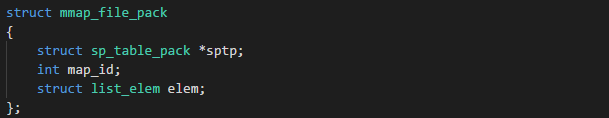 struct mmap_file_pack
{
    struct sp_table_pack *sptp;
    int map_id;
    struct list_elem elem;
};